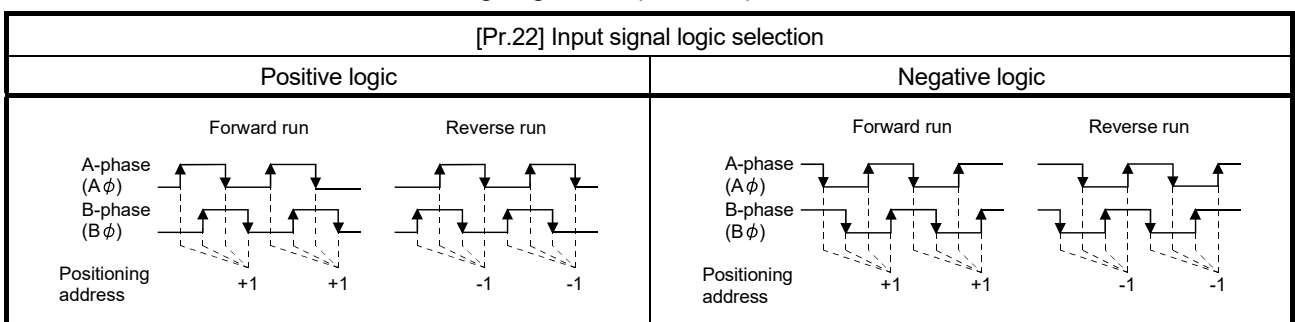 [Pr.22] Input signal logic selection
Positive logic
Negative logic
Forward run
Reverse run
A-phase
(Aϕ)
B-phase
(Bϕ)
Positioning
address
+1
+1
-1
-1
Forward run
Reverse run
A-phase
(Aϕ)
B-phase
(Bϕ)
Positioning
address
+1
+1
-1
-1